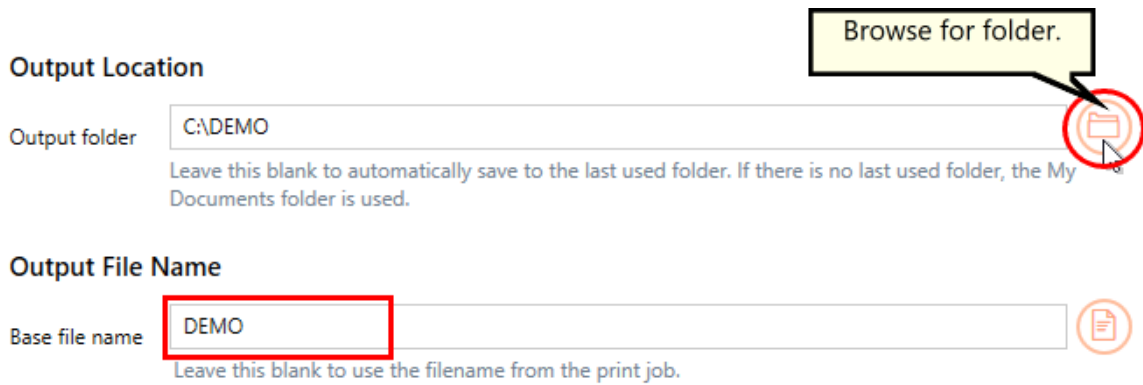 Browse for folder.
Output Location
Output folder
C:\DEMO
Leave this blank to automatically save to the last used folder. If there is no last used folder, the My
Documents folder is used.
Output File Name
Base file name
DEMO
Leave this blank to use the filename from the print job.